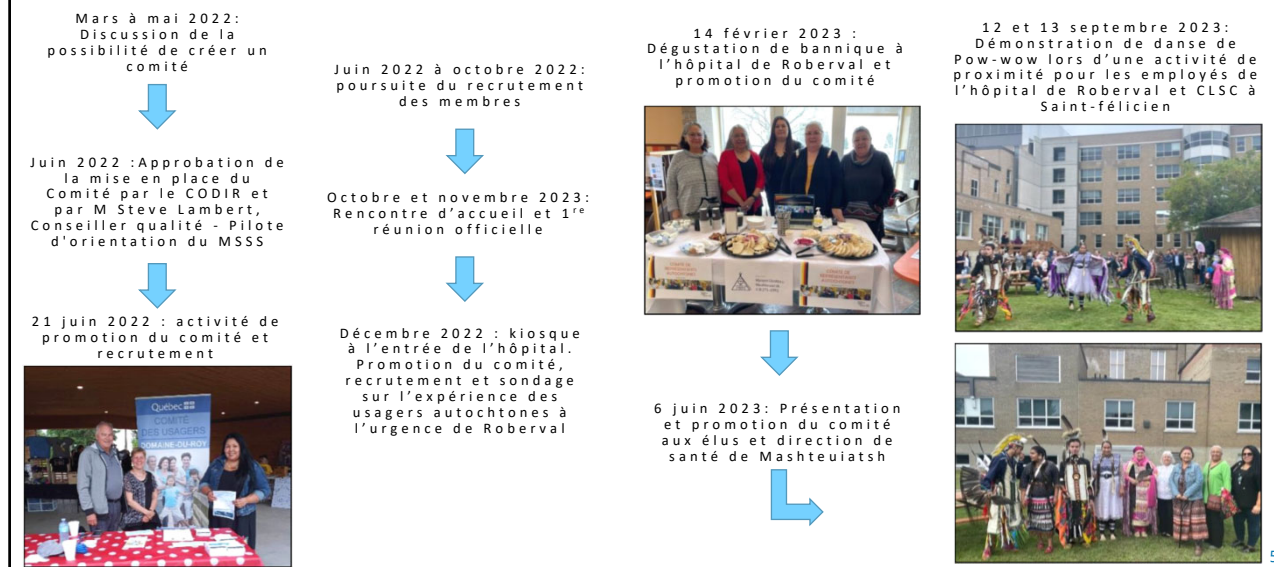 Mars à mai 2022:
Discussion de la
possibilité de créer un
comité
Juin 2022 :Approbation de
la mise en place du
Comité par le CODIR et
par M Steve Lambert,
Conseiller qualité - Pilote
d'orientation du MSSS
21 juin 2022 : activité de
promotion du comité et
recrutement
Québec
COMITÉ
DES USAGERS
DOMAINE-DU-ROY
Juin 2022 à octobre 2022:
poursuite du recrutement
des membres
Octobre et novembre 2023:
Rencontre d’accueil et 1re
réunion officielle
Décembre 2022 : kiosque
à l’entrée de l’hôpital.
Promotion du comité,
recrutement et sondage
sur l’expérience des
usagers autochtones à
l’urgence de Roberval
14 février 2023 :
Dégustation de bannique à
l’hôpital de Roberval et
promotion du comité
6 juin 2023: Présentation
et promotion du comité
aux élus et direction de
santé de Mashteuiatsh
12 et 13 septembre 2023:
Démonstration de danse de
Pow-wow lors d’une activité de
proximité pour les employés de
l’hôpital de Roberval et CLSC à
Saint-félicien
5